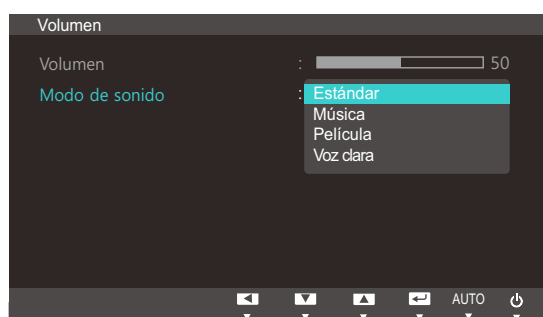 Volumen
Volumen : 50
Modo de sonido : Estándar
Música
Película
Voz clara
AUTO